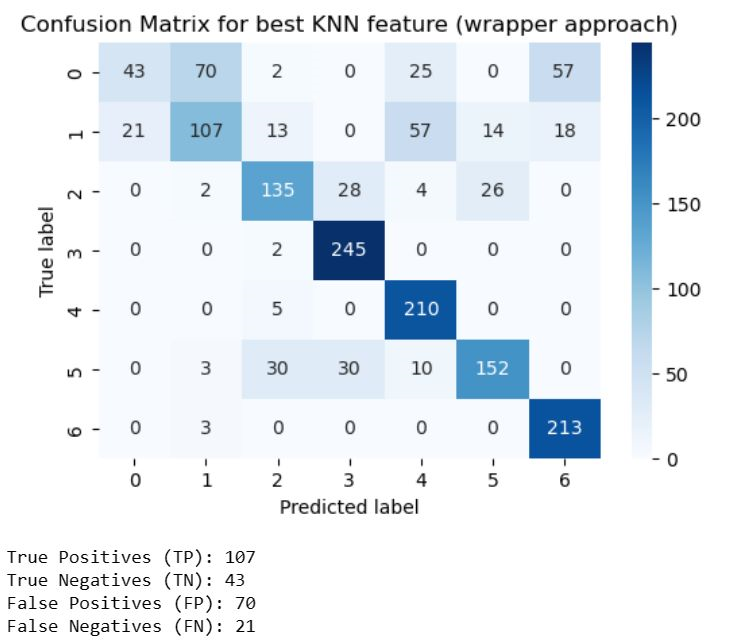 Confusion Matrix for best KNN feature (wrapper approach)
0 43 70 2 0 25 0 57
1 21 107 13 0 57 14 18
2 0 2 135 28 4 26 0
3 0 0 2 245 0 0 0
4 0 0 5 0 210 0 0
5 0 3 30 30 10 152 0
6 0 3 0 0 0 0 213
0 1 2 3 4 5 6
True label
Predicted label
200
150
100
50
0
True Positives (TP): 107
True Negatives (TN): 43
False Positives (FP): 70
False Negatives (FN): 21